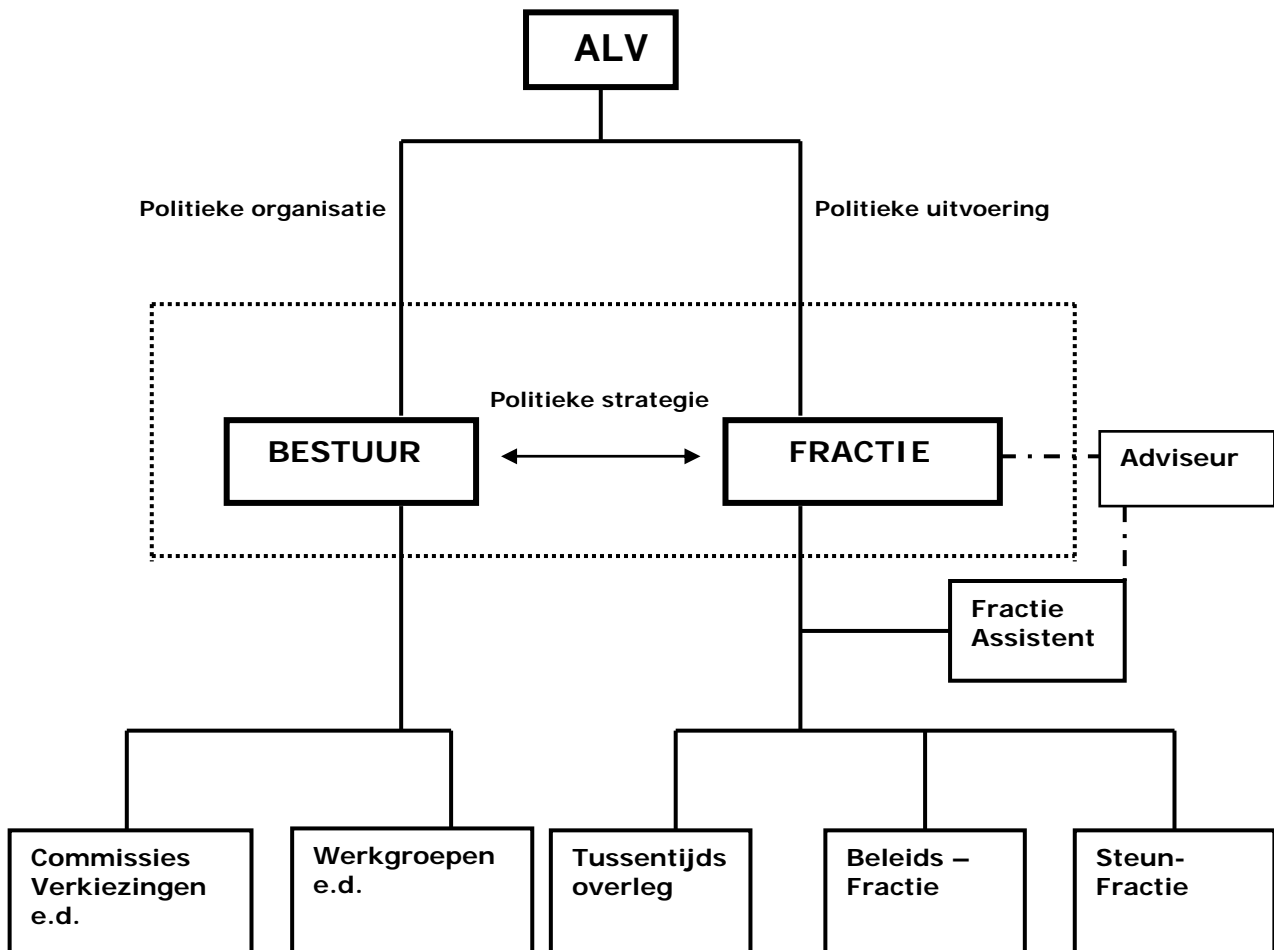 ALV
Politieke organisatie
Politieke uitvoering
Politieke strategie
BESTUUR
FRACTIE
Adviseur
Fractie
Assistent
Commissies
Verkiezingen
e.d.
Werkgroepen
e.d.
Tussentijds
overleg
Beleids –
Fractie
Steun-
Fractie